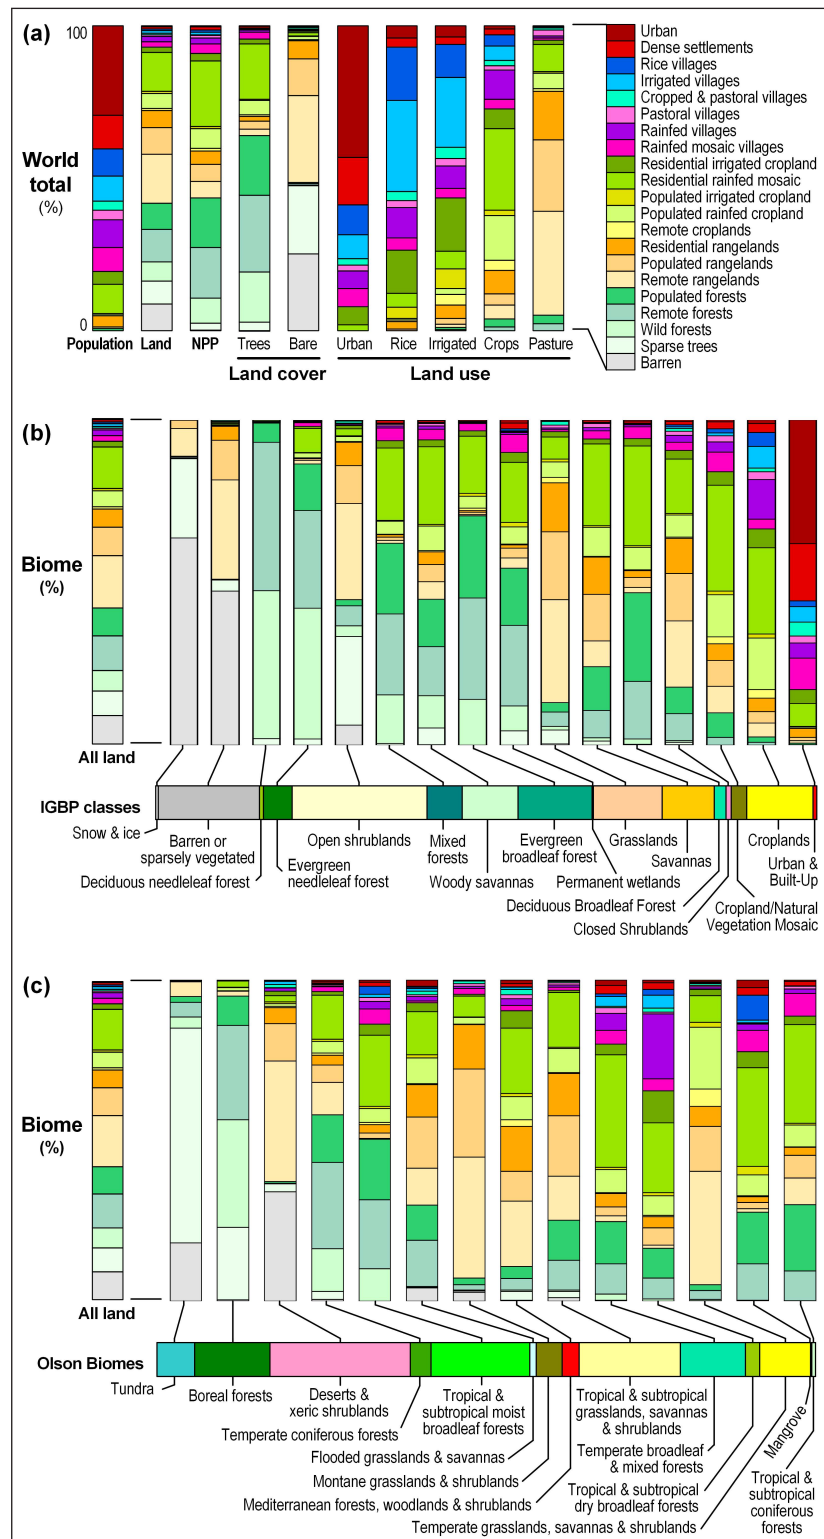 (a)
100
World
total
(%)
0
Population
Land
NPP
Trees
Bare
Urban
Rice
Irrigated
Crops
Pasture
Land cover
Land use
Urban
Dense settlements
Rice villages
Irrigated villages
Cropped & pastoral villages
Pastoral villages
Rainfed villages
Rainfed mosaic villages
Residential irrigated cropland
Residential rainfed mosaic
Populated irrigated cropland
Populated rainfed cropland
Remote croplands
Residential rangelands
Populated rangelands
Remote rangelands
Populated forests
Remote forests
Wild forests
Sparse trees
Barren
(b)
Biome
(%)
All land
IGBP classes
Snow & ice
Barren or
sparsely vegetated
Deciduous needleleaf forest
Evergreen
needleleaf forest
Open shrublands
Mixed
forests
Woody savannas
Evergreen
broadleaf forest
Permanent wetlands
Grasslands
Savannas
Deciduous Broadleaf Forest
Closed Shrublands
Cropland/Natural
Vegetation Mosaic
Croplands
Urban &
Built-Up
(c)
Biome
(%)
All land
Olson Biomes
Tundra
Boreal forests
Deserts &
xeric shrublands
Temperate coniferous forests
Tropical &
subtropical moist
broadleaf forests
Flooded grasslands & savannas
Montane grasslands & shrublands
Mediterranean forests, woodlands & shrublands
Tropical & subtropical
grasslands, savannas
& shrublands
Temperate broadleaf
& mixed forests
Tropical & subtropical
dry broadleaf forests
Temperate grasslands, savannas & shrublands
Mangrove
Tropical &
subtropical
coniferous
forests